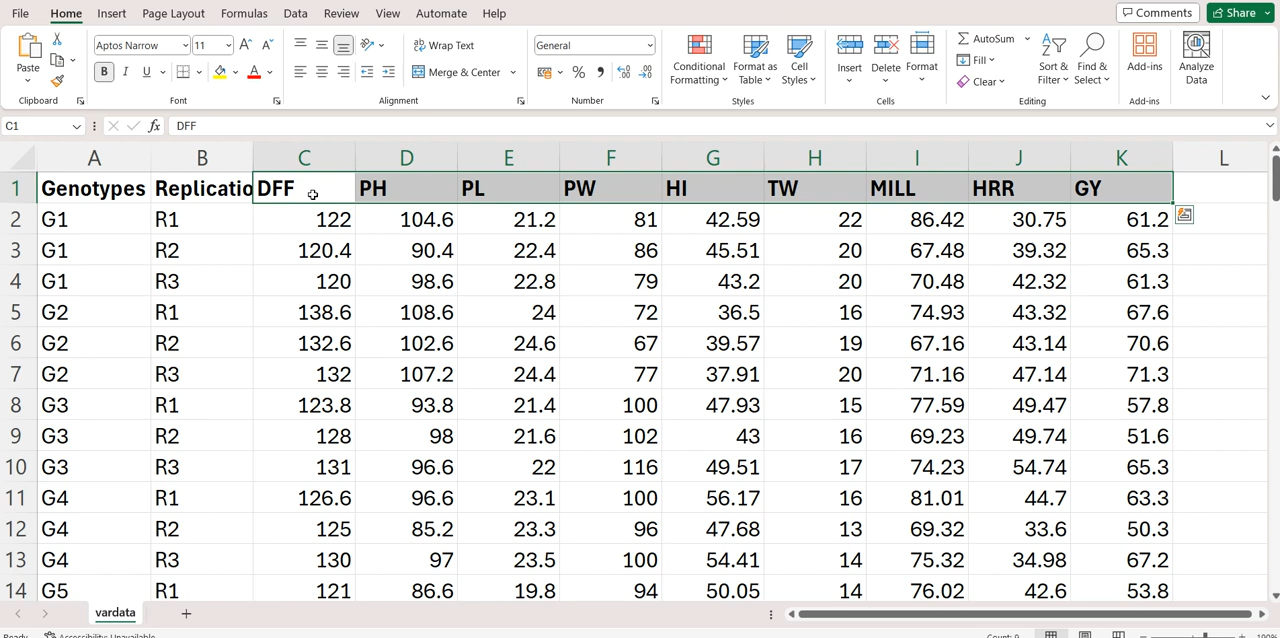 File Home Insert Page Layout Formulas Data Review View Automate Help Comments Share
Paste Aptos Narrow 11 A A Wrap Text General Conditional Formatting Format as Table Cell Styles Insert Delete Format AutoSum Fill Clear Sort & Filter Find & Select Add-ins Analyze Data
B I U A Merge & Center % 9
Clipboard Font Alignment Number Styles Cells Editing Add-ins
C1 fx DFF
A B C D E F G H I J K L
1 Genotypes Replicatio DFF PH PL PW HI TW MILL HRR GY
2 G1 R1 122 104.6 21.2 81 42.59 22 86.42 30.75 61.2
3 G1 R2 120.4 90.4 22.4 86 45.51 20 67.48 39.32 65.3
4 G1 R3 120 98.6 22.8 79 43.2 20 70.48 42.32 61.3
5 G2 R1 138.6 108.6 24 72 36.5 16 74.93 43.32 67.6
6 G2 R2 132.6 102.6 24.6 67 39.57 19 67.16 43.14 70.6
7 G2 R3 132 107.2 24.4 77 37.91 20 71.16 47.14 71.3
8 G3 R1 123.8 93.8 21.4 100 47.93 15 77.59 49.47 57.8
9 G3 R2 128 98 21.6 102 43 16 69.23 49.74 51.6
10 G3 R3 131 96.6 22 116 49.51 17 74.23 54.74 65.3
11 G4 R1 126.6 96.6 23.1 100 56.17 16 81.01 44.7 63.3
12 G4 R2 125 85.2 23.3 96 47.68 13 69.32 33.6 50.3
13 G4 R3 130 97 23.5 100 54.41 14 75.32 34.98 67.2
14 G5 R1 121 86.6 19.8 94 50.05 14 76.02 42.6 53.8
vardata
Ready Accessibility: Unavailable Count: 9 100%